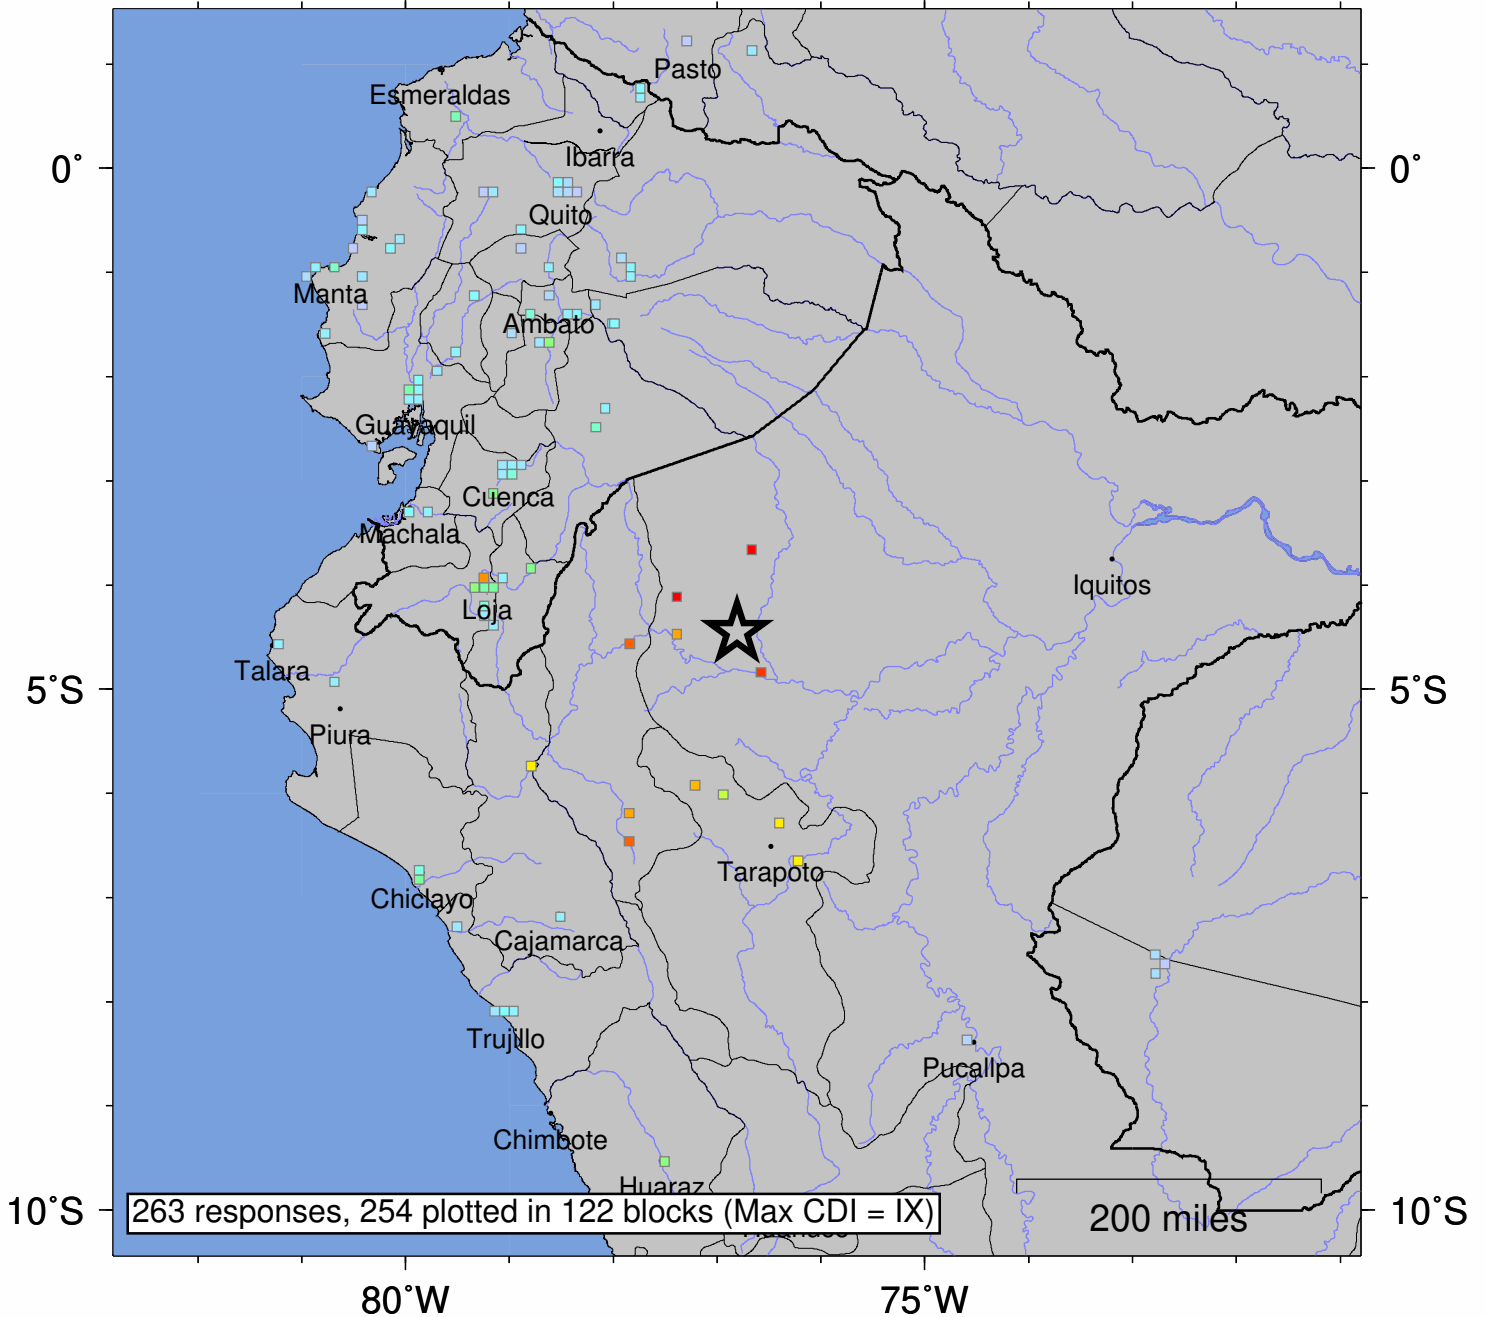 Pasto
Esmeraldas
Ibarra
0˚
0˚
Quito
Manta
Ambato
Guayaquil
Cuenca
Machala
Iquitos
Loja
Talara
5˚S
5˚S
Piura
Tarapoto
Chiclayo
Cajamarca
Trujillo
Pucallpa
Chimbote
Huaraz
263 responses, 254 plotted in 122 blocks (Max CDI = IX)
200 miles
10˚S
10˚S
80˚W
75˚W